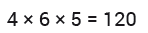 4 × 6 × 5 = 120